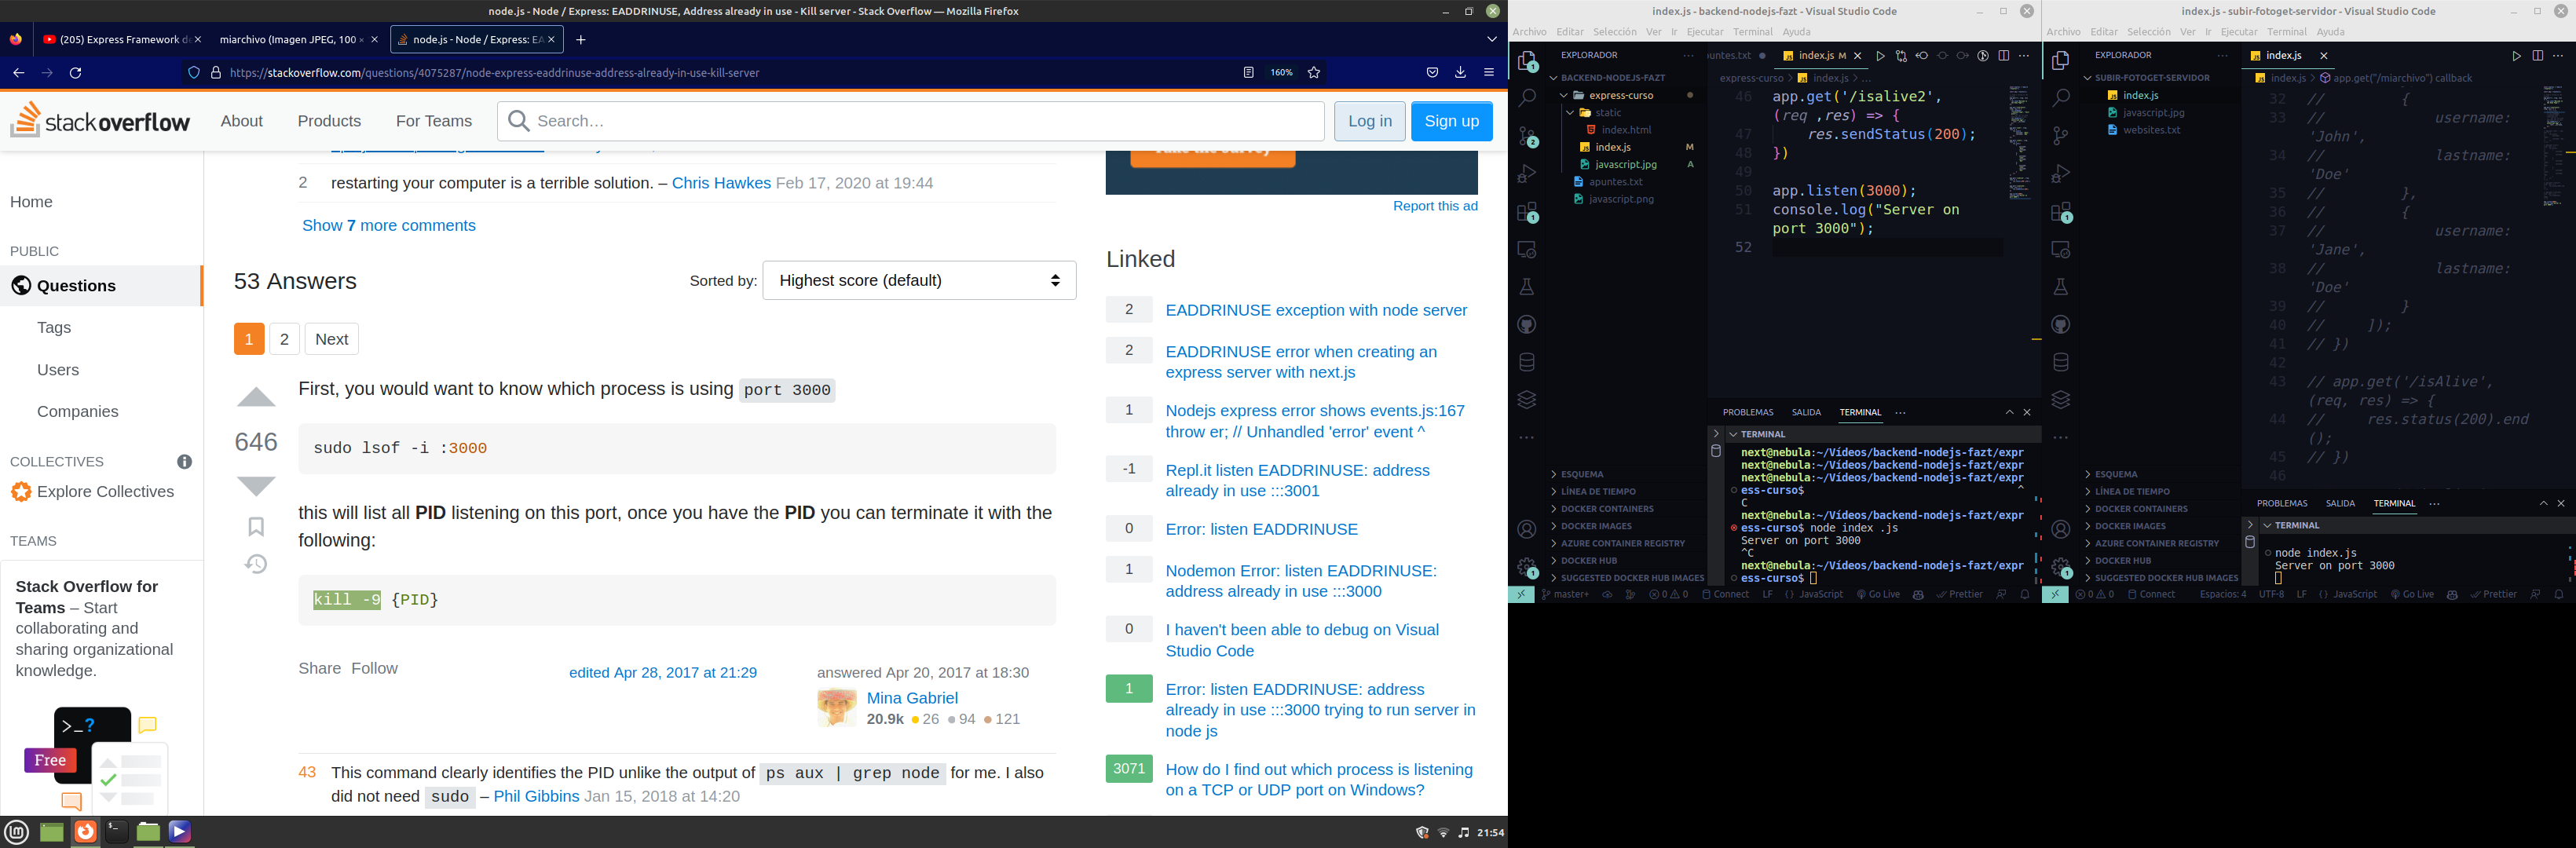 node.js - Node / Express: EADDRINUSE, Address already in use - Kill server - Stack Overflow — Mozilla Firefox
(205) Express Framework de
miarchivo (Imagen JPEG, 100 ×
node.js - Node / Express: EA
https://stackoverflow.com/questions/4075287/node-express-eaddrinuse-address-already-in-use-kill-server
160%
stackoverflow
About
Products
For Teams
Search…
Log in
Sign up
Home
PUBLIC
Questions
Tags
Users
Companies
COLLECTIVES
Explore Collectives
TEAMS
Stack Overflow for
Teams – Start
collaborating and
sharing organizational
knowledge.
>_?
Free
2 restarting your computer is a terrible solution. – Chris Hawkes Feb 17, 2020 at 19:44
Show 7 more comments
53 Answers
Sorted by: Highest score (default)
1 2 Next
646
First, you would want to know which process is using port 3000
sudo lsof -i :3000
this will list all PID listening on this port, once you have the PID you can terminate it with the
following:
kill -9 {PID}
Share Follow
edited Apr 28, 2017 at 21:29
answered Apr 20, 2017 at 18:30
Mina Gabriel
20.9k 26 94 121
43 This command clearly identifies the PID unlike the output of ps aux | grep node for me. I also
did not need sudo – Phil Gibbins Jan 15, 2018 at 14:20
Report this ad
Linked
2 EADDRINUSE exception with node server
2 EADDRINUSE error when creating an
express server with next.js
1 Nodejs express error shows events.js:167
throw er; // Unhandled 'error' event ^
-1 Repl.it listen EADDRINUSE: address
already in use :::3001
0 Error: listen EADDRINUSE
1 Nodemon Error: listen EADDRINUSE:
address already in use :::3000
0 I haven't been able to debug on Visual
Studio Code
1 Error: listen EADDRINUSE: address
already in use :::3000 trying to run server in
node js
3071 How do I find out which process is listening
on a TCP or UDP port on Windows?
21:54
index.js - backend-nodejs-fazt - Visual Studio Code
Archivo Editar Selección Ver Ir Ejecutar Terminal Ayuda
EXPLORADOR
BACKEND-NODEJS-FAZT
express-curso
static
index.html
index.js M
javascript.jpg A
apuntes.txt
javascript.png
ESQUEMA
LÍNEA DE TIEMPO
DOCKER CONTAINERS
DOCKER IMAGES
AZURE CONTAINER REGISTRY
DOCKER HUB
SUGGESTED DOCKER HUB IMAGES
puntes.txt
index.js M
express-curso > index.js > ...
46 app.get('/isalive2',
(req ,res) => {
47 res.sendStatus(200);
48 })
49
50 app.listen(3000);
51 console.log("Server on
port 3000");
52
PROBLEMAS SALIDA TERMINAL ...
TERMINAL
next@nebula:~/Vídeos/backend-nodejs-fazt/expr
next@nebula:~/Vídeos/backend-nodejs-fazt/expr
next@nebula:~/Vídeos/backend-nodejs-fazt/expr
ess-curso$ ^
C
next@nebula:~/Vídeos/backend-nodejs-fazt/expr
ess-curso$ node index .js
Server on port 3000
^C
next@nebula:~/Vídeos/backend-nodejs-fazt/expr
ess-curso$
master+ 0 0 Connect LF {} JavaScript Go Live Prettier
index.js - subir-fotoget-servidor - Visual Studio Code
Archivo Editar Selección Ver Ir Ejecutar Terminal Ayuda
EXPLORADOR
SUBIR-FOTOGET-SERVIDOR
index.js
javascript.jpg
websites.txt
ESQUEMA
LÍNEA DE TIEMPO
DOCKER CONTAINERS
DOCKER IMAGES
AZURE CONTAINER REGISTRY
DOCKER HUB
SUGGESTED DOCKER HUB IMAGES
index.js
index.js > app.get("/miarchivo") callback
32 // {
33 // username:
'John',
34 // lastname:
'Doe'
35 // },
36 // {
37 // username:
'Jane',
38 // lastname:
'Doe'
39 // }
40 // ]);
41 // })
42
43 // app.get('/isAlive',
(req, res) => {
44 // res.status(200).end
();
45 // })
46
PROBLEMAS SALIDA TERMINAL ...
TERMINAL
node index.js
Server on port 3000
0 0 Connect Espacios: 4 UTF-8 LF {} JavaScript Go Live Prettier